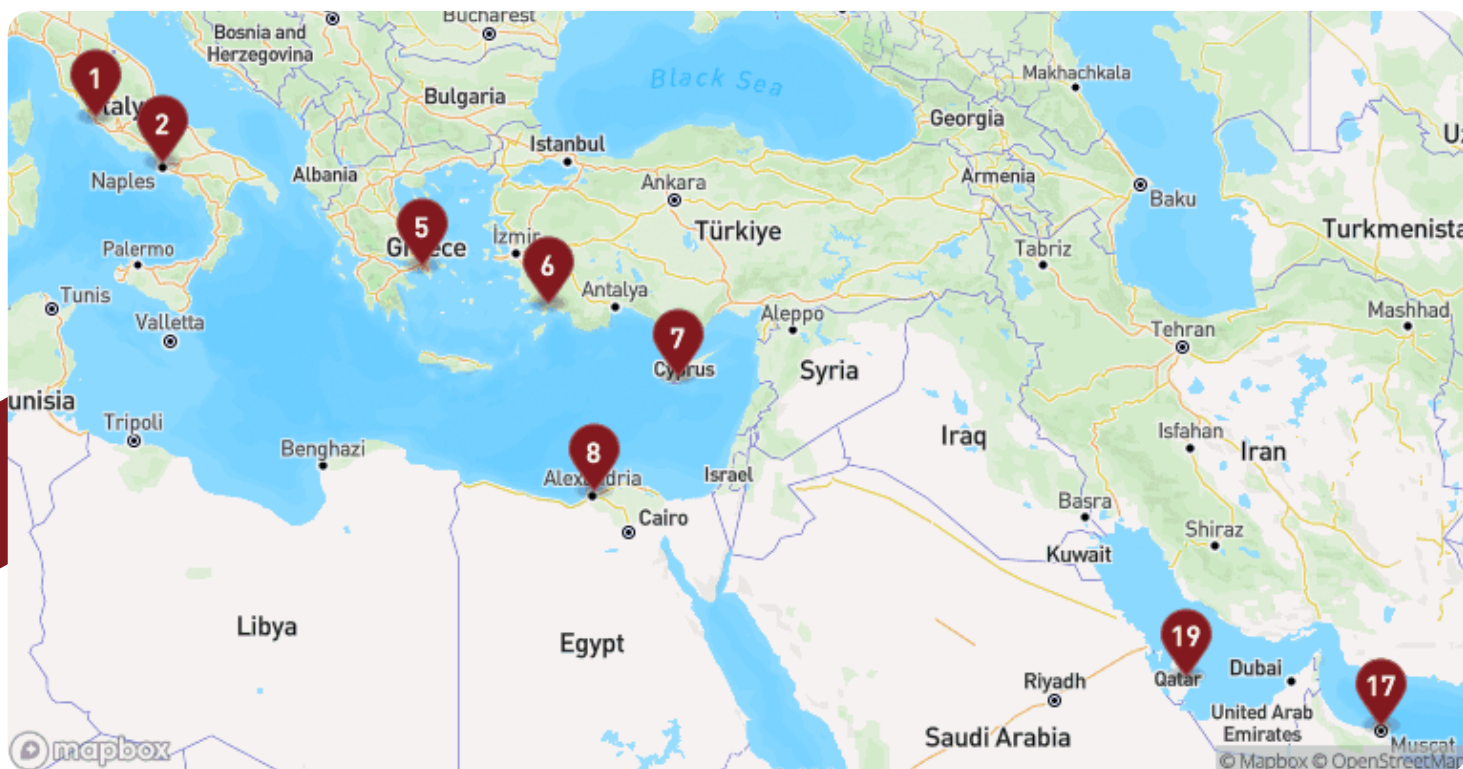 Bucharest
Bosnia and
Herzegovina
1
Makhachkala
Black Sea
Italy
Bulgaria
Georgia
2
Istanbul
Albania
Armenia
Naples
Ankara
Baku
5
Türkiye
Turkmenista
Greece
İzmir
Tabriz
Palermo
6
Antalya
Tunis
Mashhad
Aleppo
Valletta
Tehran
7
Cyprus
Syria
unisia
Tripoli
Isfahan
Iraq
Benghazi
8
Iran
Alexandria
Israel
Basra
Cairo
Shiraz
Kuwait
Libya
19
Egypt
Dubai
Qatar
Riyadh
17
United Arab
Emirates
Saudi Arabia
Muscat
mapbox
© Mapbox © OpenStreetMap